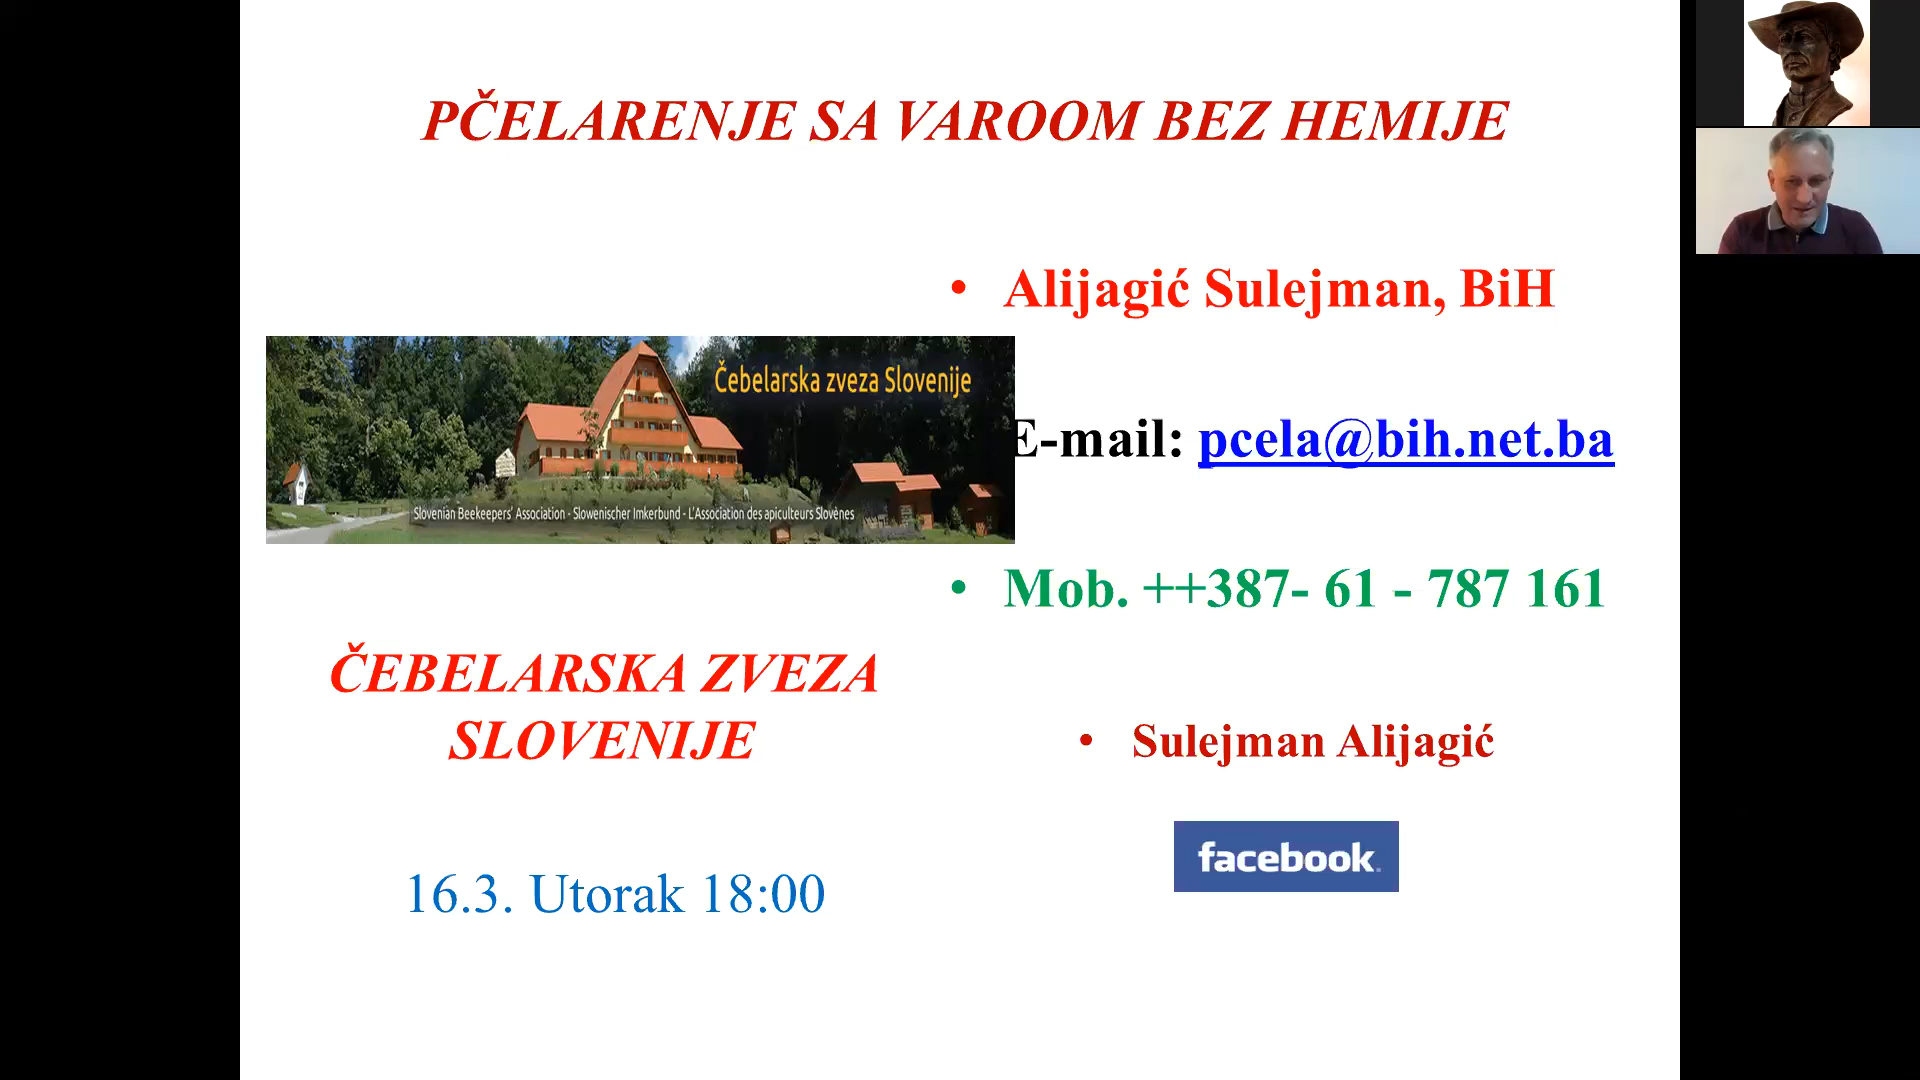 PČELARENJE SA VAROOM BEZ HEMIJE
• Alijagić Sulejman, BiH
Čebelarska zveza Slovenije
Slovenian Beekeepers' Association - Slowenischer Imkerbund - L'Association des apiculteurs Slovènes
E-mail: pcela@bih.net.ba
• Mob. ++387- 61 - 787 161
ČEBELARSKA ZVEZA
SLOVENIJE
• Sulejman Alijagić
facebook
16.3. Utorak 18:00